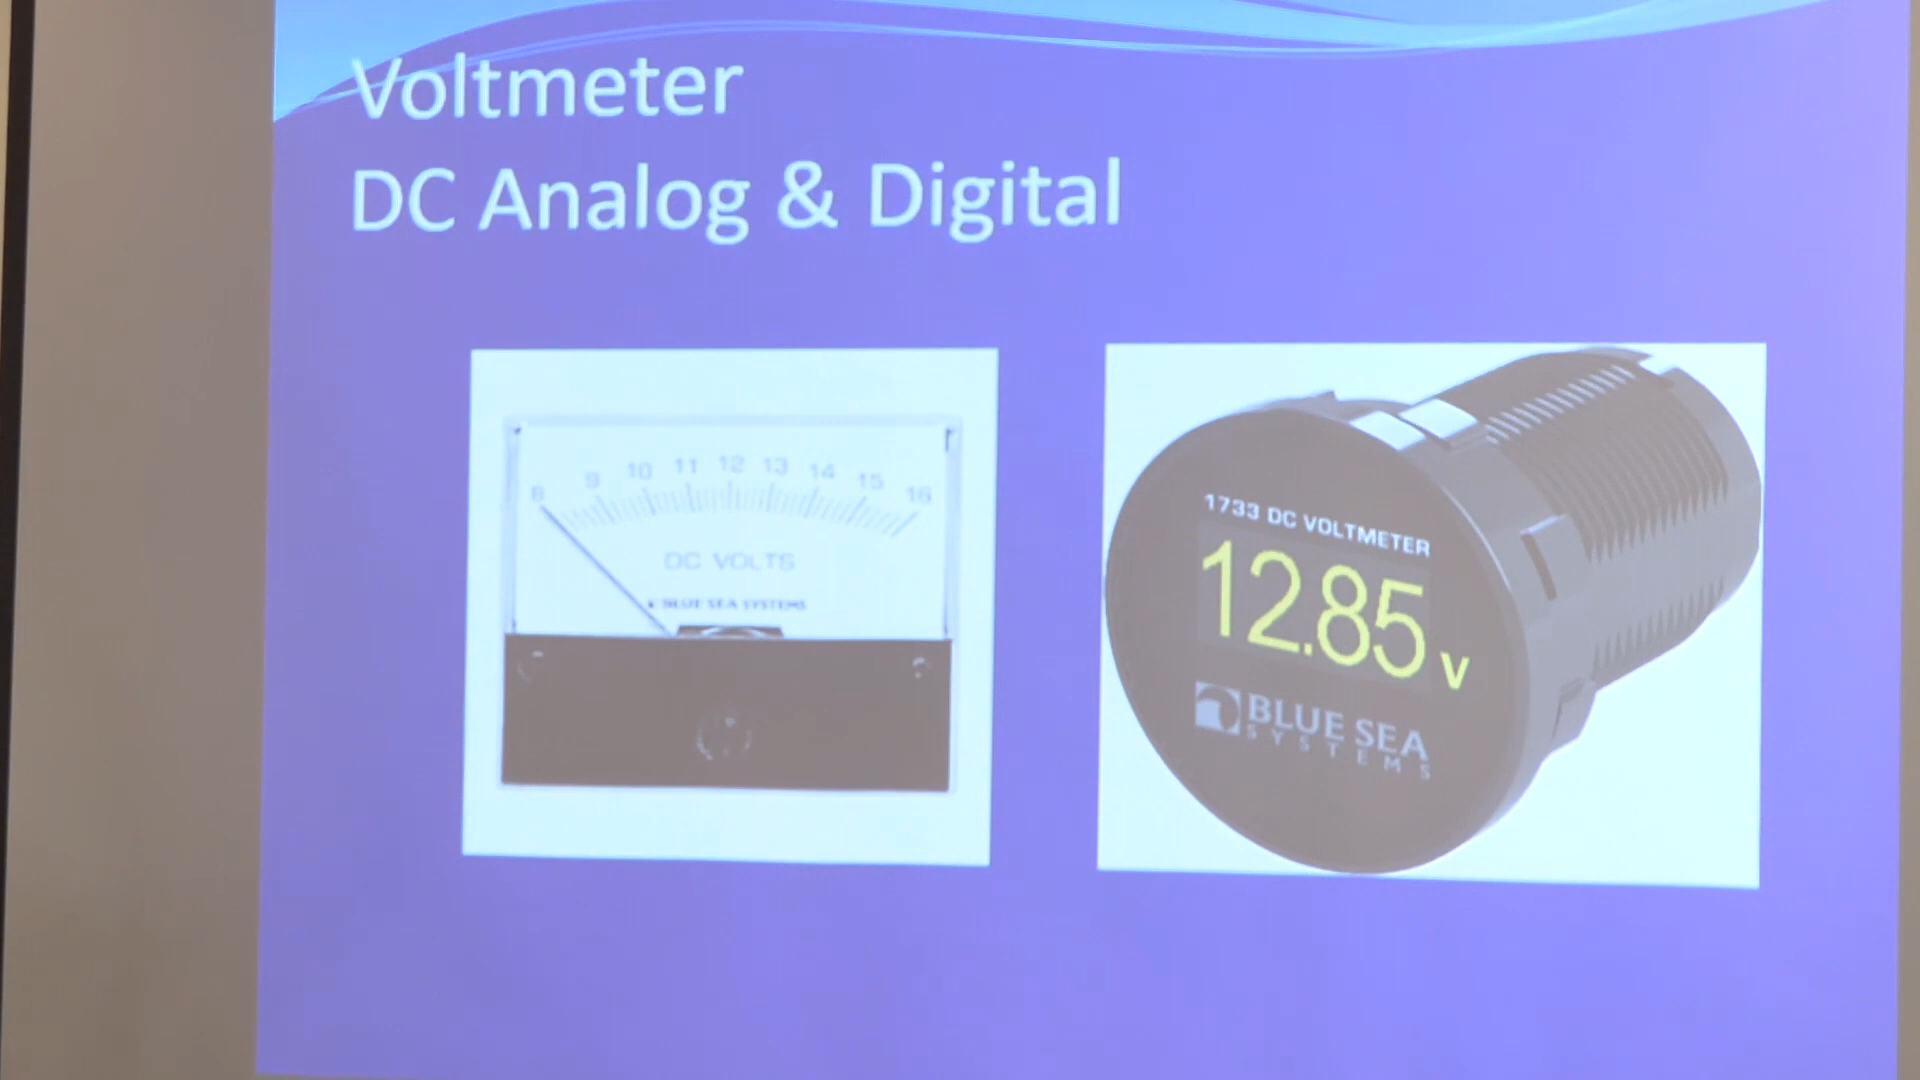 Voltmeter
DC Analog & Digital
8 9 10 11 12 13 14 15 16
DC VOLTS
BLUE SEA SYSTEMS
1733 DC VOLTMETER
12.85 V
BLUE SEA
SYSTEMS